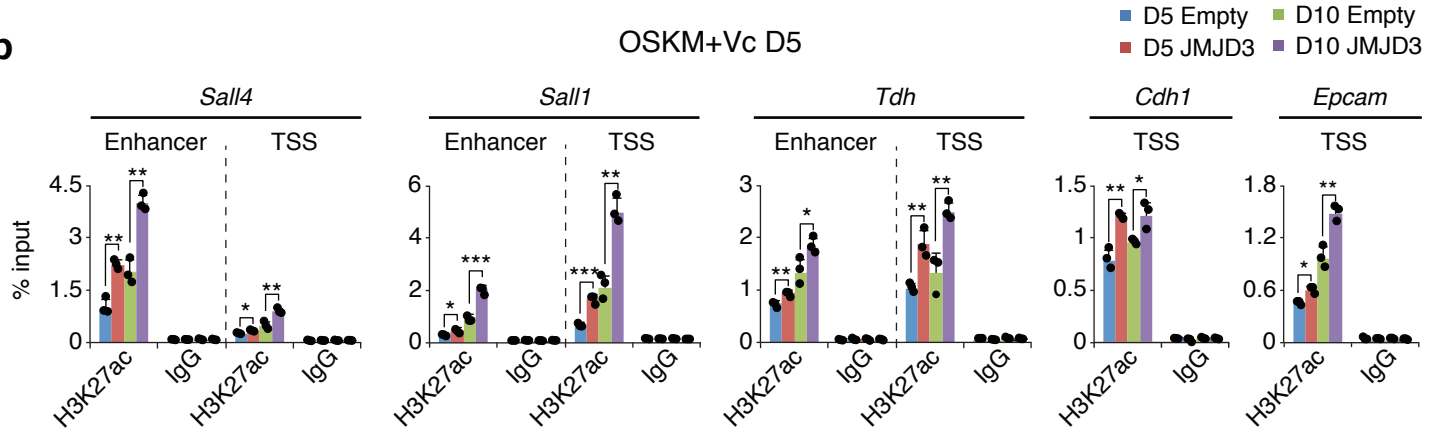 b
OSKM+Vc D5
D5 Empty D10 Empty
D5 JMJD3 D10 JMJD3
Sall4 Sall1 Tdh Cdh1 Epcam
Enhancer TSS Enhancer TSS Enhancer TSS TSS TSS
% input
4.5
3
1.5
0
** ** * **
H3K27ac IgG H3K27ac IgG
6
4
2
0
* *** *** **
H3K27ac IgG H3K27ac IgG
3
2
1
0
** * ** **
H3K27ac IgG H3K27ac IgG
1.5
1
0.5
0
** *
H3K27ac IgG
1.8
1.2
0.6
0
* **
H3K27ac IgG